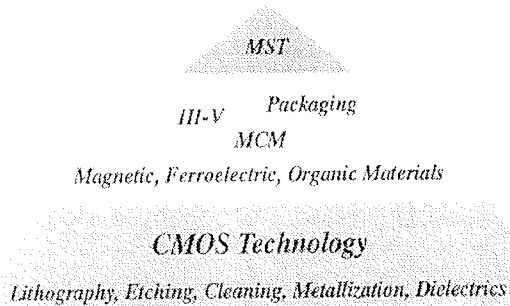 MST
III-V Packaging
MCM
Magnetic, Ferroelectric, Organic Materials
CMOS Technology
Lithography, Etching, Cleaning, Metallization, Dielectrics